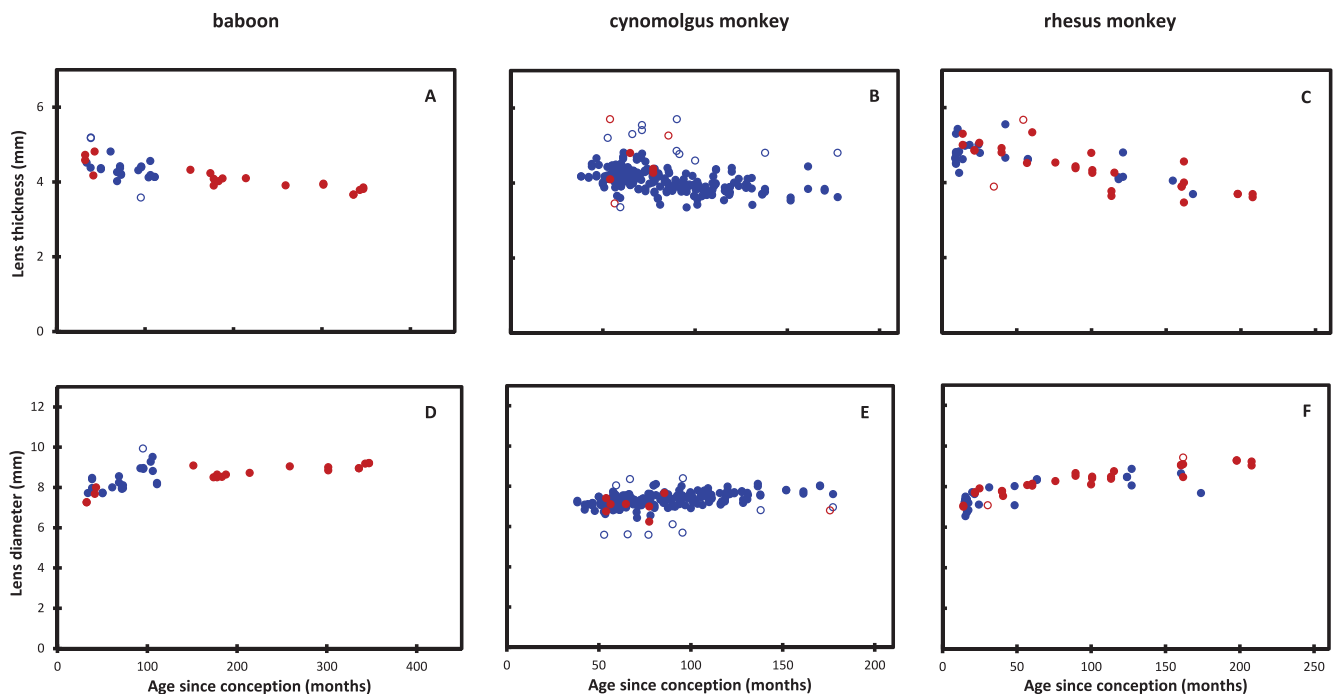 baboon
cynomolgus monkey
rhesus monkey
Lens thickness (mm)
6
4
2
0
A
B
C
Lens diameter (mm)
12
10
8
6
4
2
0
D
E
F
0 100 200 300 400
0 50 100 150 200
0 50 100 150 200 250
Age since conception (months)
Age since conception (months)
Age since conception (months)